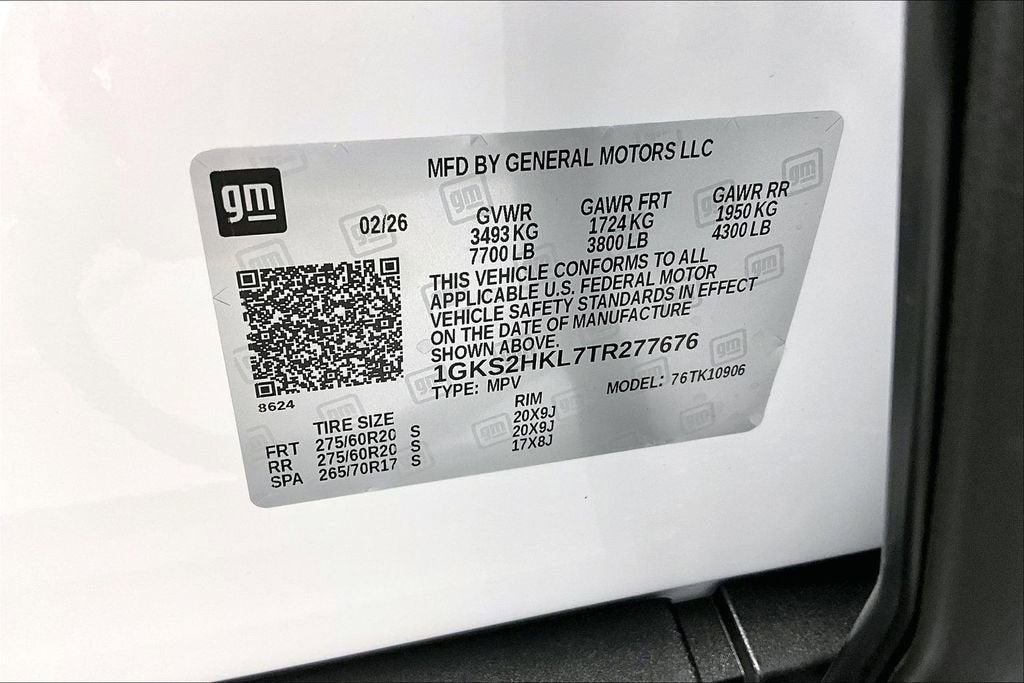 gm
MFD BY GENERAL MOTORS LLC
02/26
GVWR
3493 KG
7700 LB
GAWR FRT
1724 KG
3800 LB
GAWR RR
1950 KG
4300 LB
THIS VEHICLE CONFORMS TO ALL
APPLICABLE U.S. FEDERAL MOTOR
VEHICLE SAFETY STANDARDS IN EFFECT
ON THE DATE OF MANUFACTURE
SHOWN ABOVE.
1GKS2HKL7TR277676
TYPE: MPV
MODEL: 76TK10906
8624
TIRE SIZE RIM
FRT 275/60R20 S 20X9J
RR 275/60R20 S 20X9J
SPA 265/70R17 S 17X8J